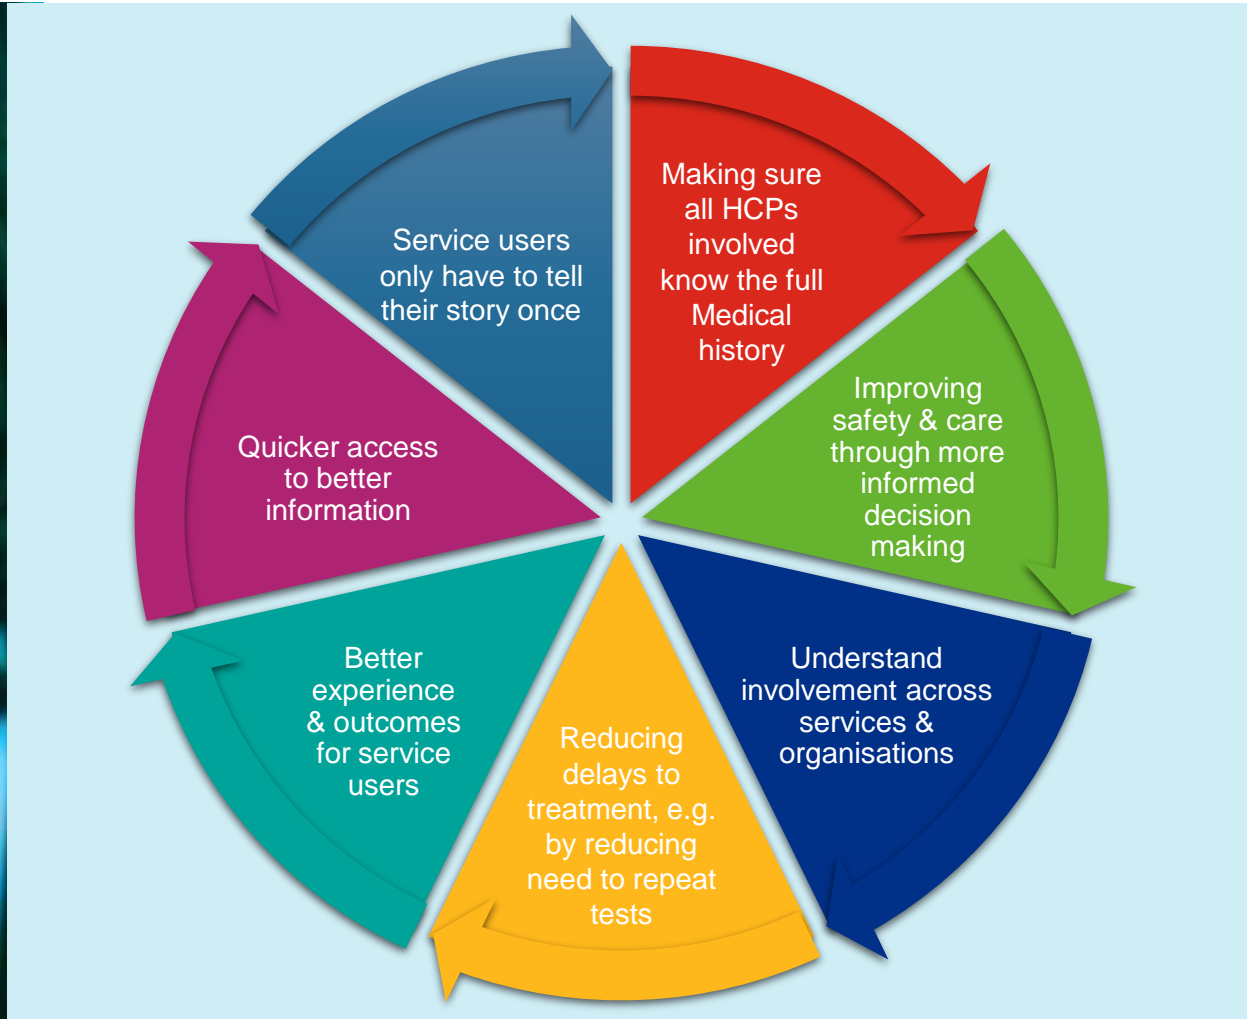 Making sure
all HCPs
involved
know the full
Medical
history
Improving
safety & care
through more
informed
decision
making
Understand
involvement across
services &
organisations
Reducing
delays to
treatment, e.g.
by reducing
need to repeat
tests
Better
experience
& outcomes
for service
users
Quicker access
to better
information
Service users
only have to tell
their story once